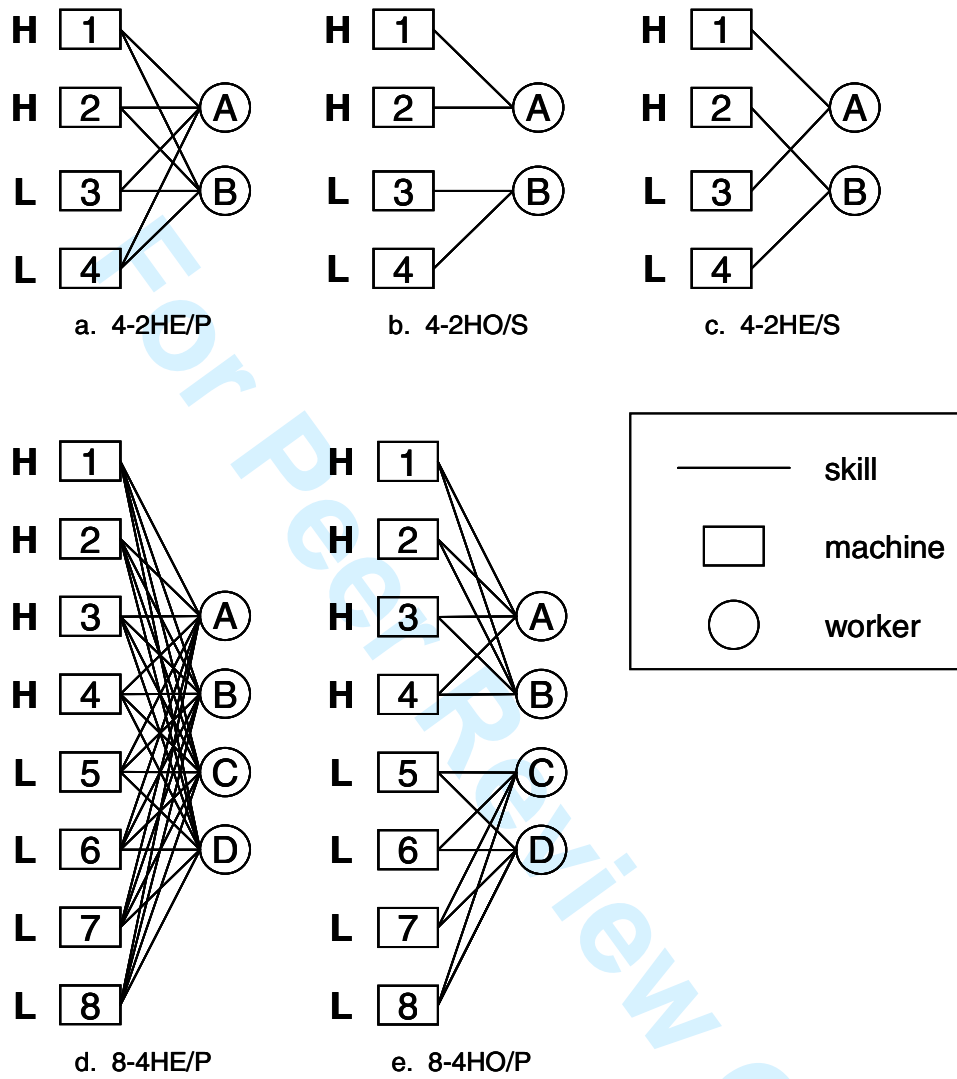 H 1
H 2
L 3
L 4
A
B
a. 4-2HE/P
H 1
H 2
L 3
L 4
A
B
b. 4-2HO/S
H 1
H 2
L 3
L 4
A
B
c. 4-2HE/S
H 1
H 2
H 3
H 4
L 5
L 6
L 7
L 8
A
B
C
D
d. 8-4HE/P
H 1
H 2
H 3
H 4
L 5
L 6
L 7
L 8
A
B
C
D
e. 8-4HO/P
skill
machine
worker
For Peer Review